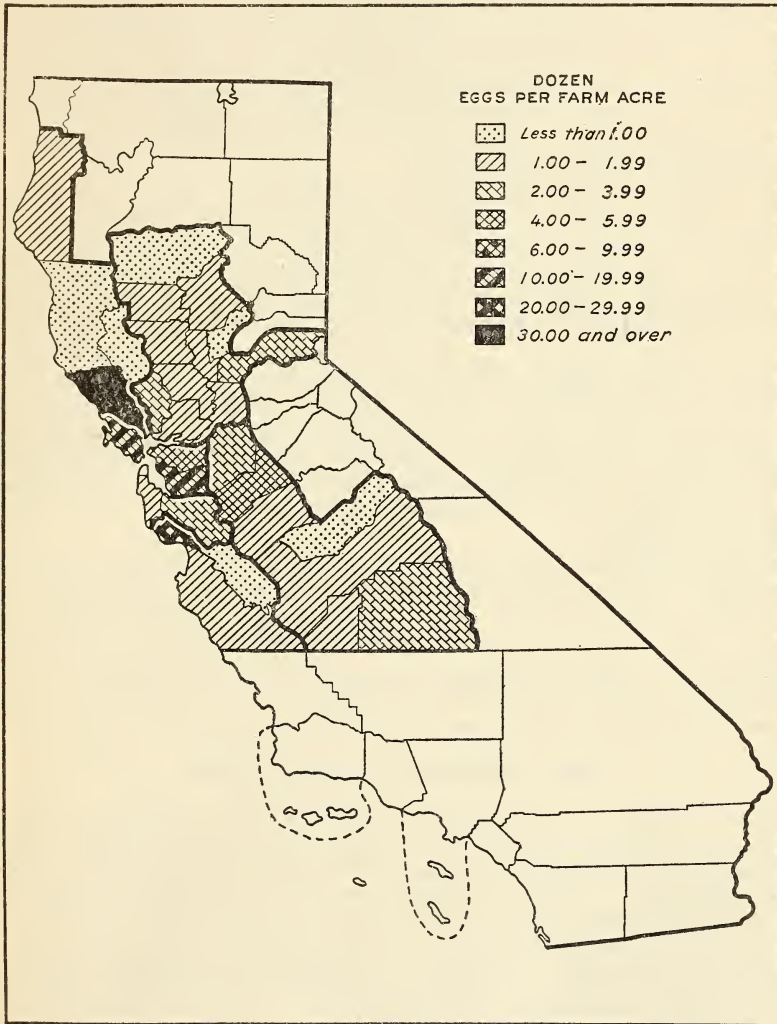 DOZEN
EGGS PER FARM ACRE
Less than 1.00
1.00 - 1.99
2.00 - 3.99
4.00 - 5.99
6.00 - 9.99
10.00 - 19.99
20.00 - 29.99
30.00 and over